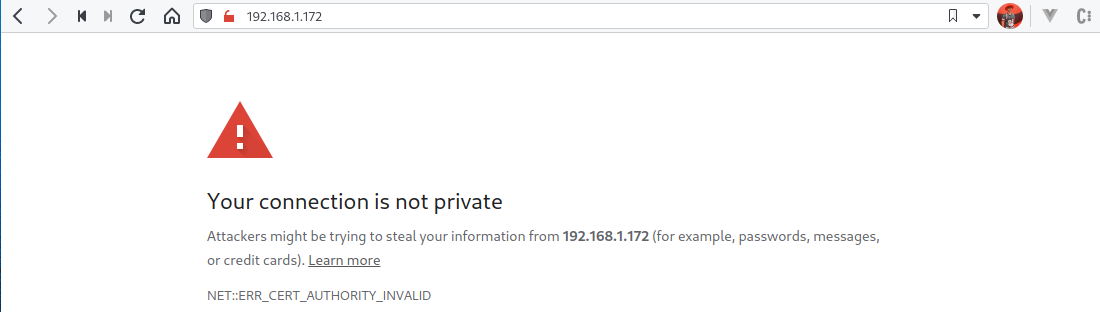 192.168.1.172
Your connection is not private
Attackers might be trying to steal your information from 192.168.1.172 (for example, passwords, messages,
or credit cards). Learn more
NET::ERR_CERT_AUTHORITY_INVALID